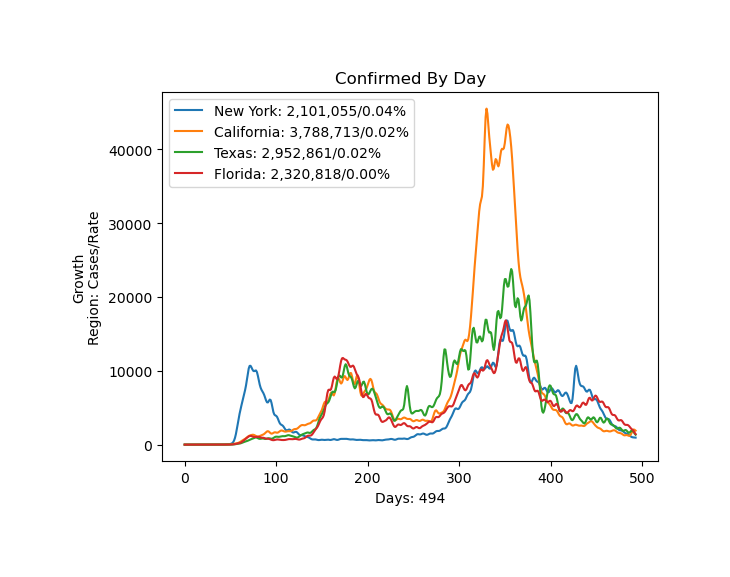 Confirmed By Day
New York: 2,101,055/0.04%
California: 3,788,713/0.02%
Texas: 2,952,861/0.02%
Florida: 2,320,818/0.00%
Growth
Region: Cases/Rate
40000
30000
20000
10000
0
0
100
200
300
400
500
Days: 494